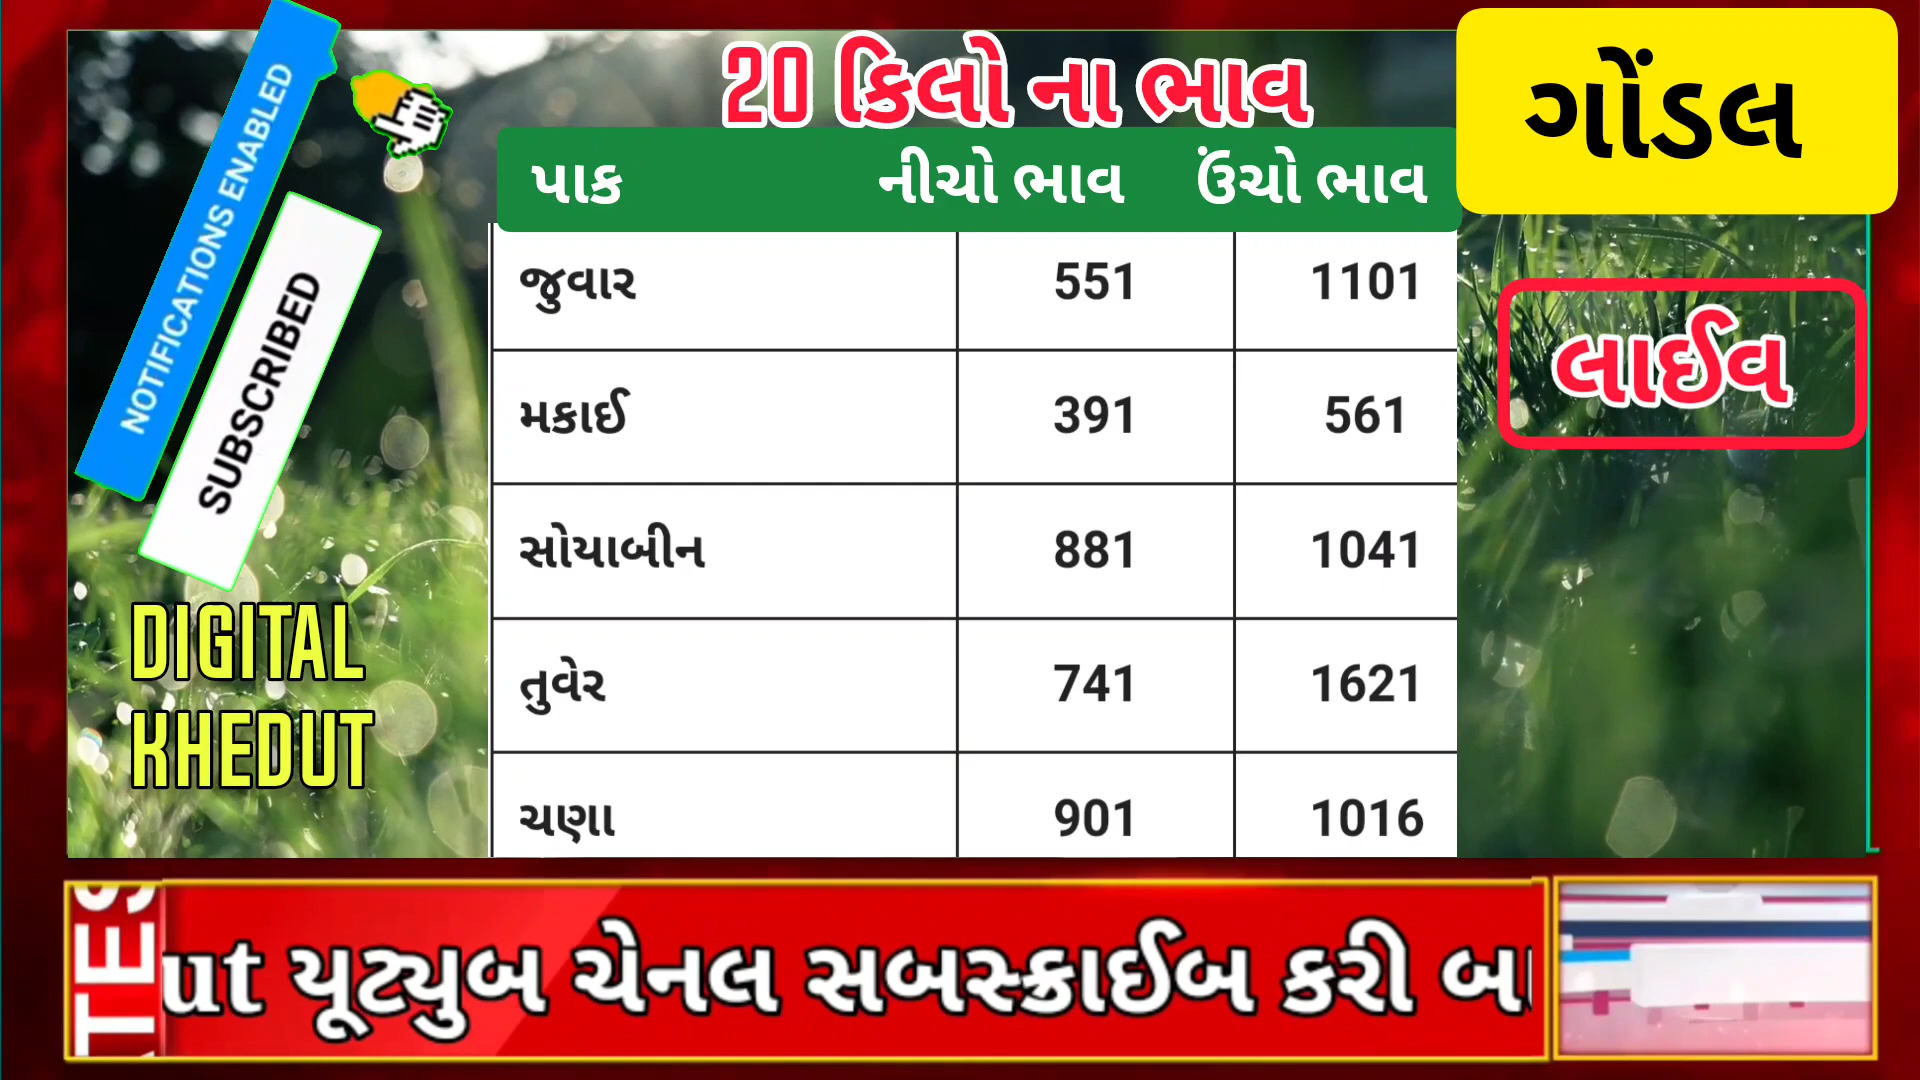 20 કિલો ના ભાવ
ગોંડલ
પાક નીચો ભાવ ઉંચો ભાવ
જુવાર 551 1101
મકાઈ 391 561
સોયાબીન 881 1041
તુવેર 741 1621
ચણા 901 1016
લાઈવ
NOTIFICATIONS ENABLED
SUBSCRIBED
DIGITAL
KHEDUT
ut યૂટ્યુબ ચેનલ સબસ્ક્રાઈબ કરી